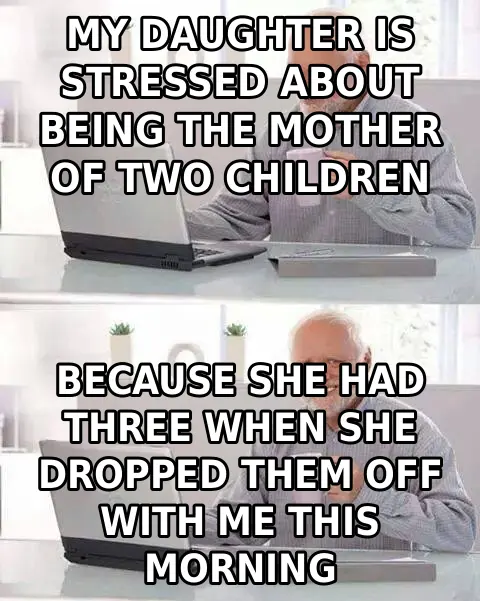 MY DAUGHTER IS
STRESSED ABOUT
BEING THE MOTHER
OF TWO CHILDREN
BECAUSE SHE HAD
THREE WHEN SHE
DROPPED THEM OFF
WITH ME THIS
MORNING